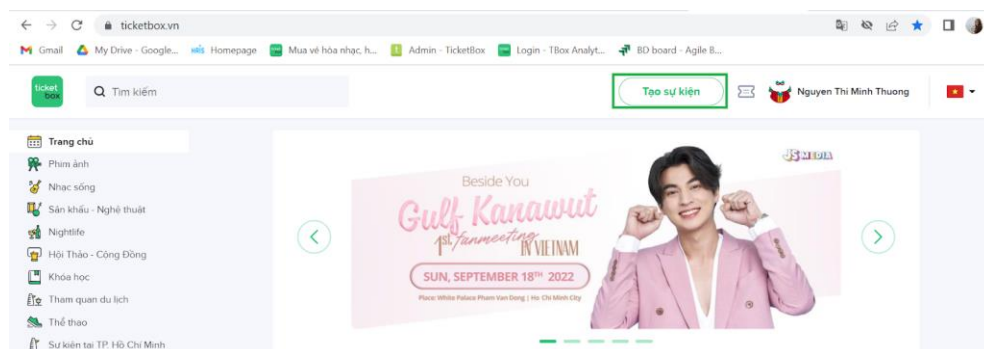 ticketbox.vn
Gmail
My Drive - Google...
HRIS Homepage
Mua vé hòa nhạc, h...
Admin - TicketBox
Login - TBox Analyt...
BD board - Agile B...
ticket
box
Tìm kiếm
Tạo sự kiện
Nguyen Thi Minh Thuong
Trang chủ
Phim ảnh
Nhạc sống
Sân khấu - Nghệ thuật
Nightlife
Hội Thảo - Cộng Đồng
Khóa học
Tham quan du lịch
Thể thao
Sự kiện tại TP. Hồ Chí Minh
JS MEDIA
Beside You
Gulf Kanawut
1st fanmeeting
IN VIETNAM
SUN, SEPTEMBER 18TH 2022
Place: White Palace Pham Van Dong | Ho Chi Minh City